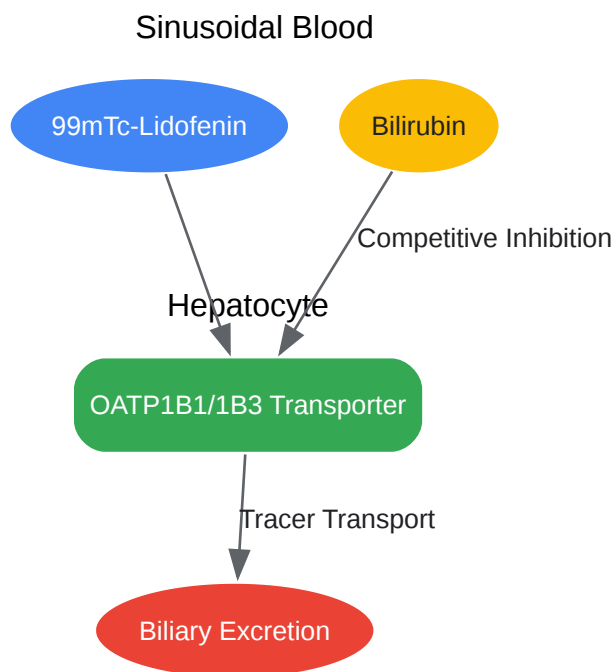 Sinusoidal Blood
99mTc-Lidofenin
Bilirubin
Competitive Inhibition
Hepatocyte
OATP1B1/1B3 Transporter
Tracer Transport
Biliary Excretion